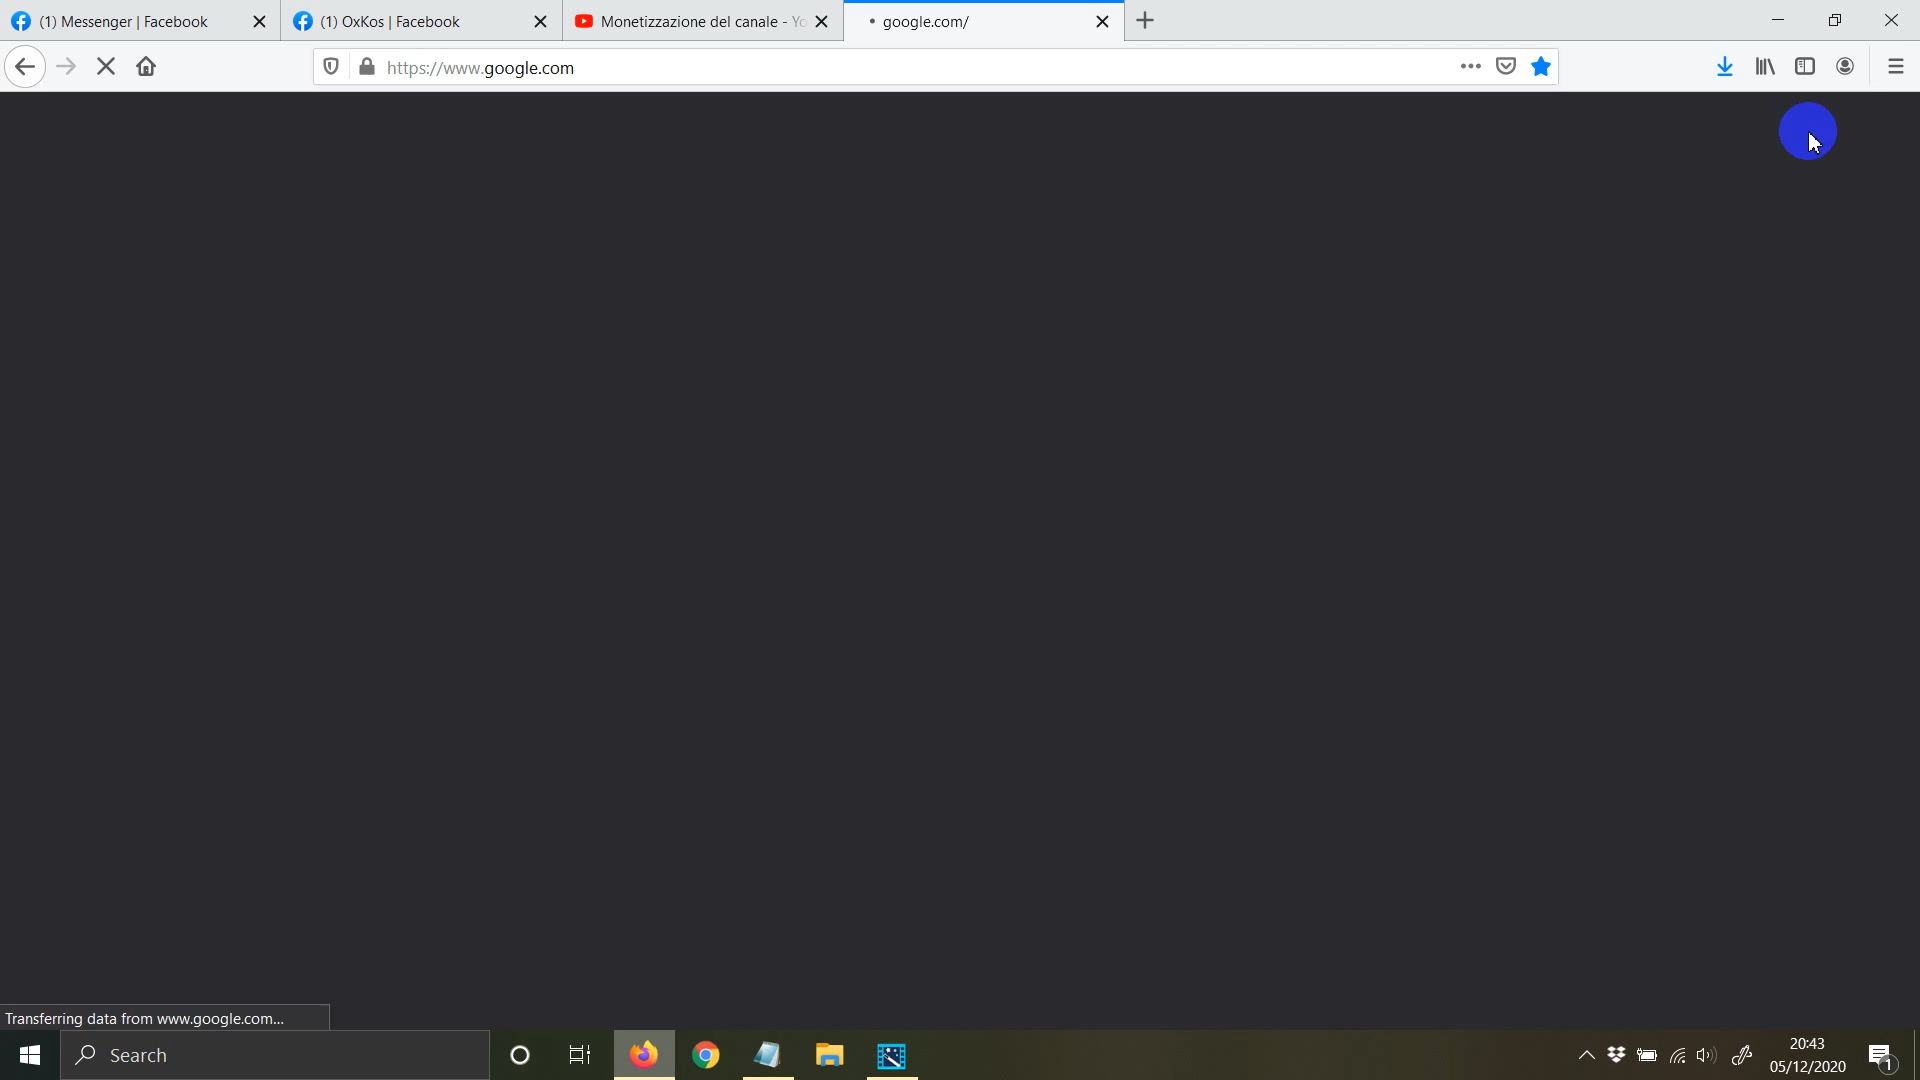 (1) Messenger | Facebook
(1) OxKos | Facebook
Monetizzazione del canale - Yo
google.com/
https://www.google.com
Transferring data from www.google.com...
Search
20:43
05/12/2020
1